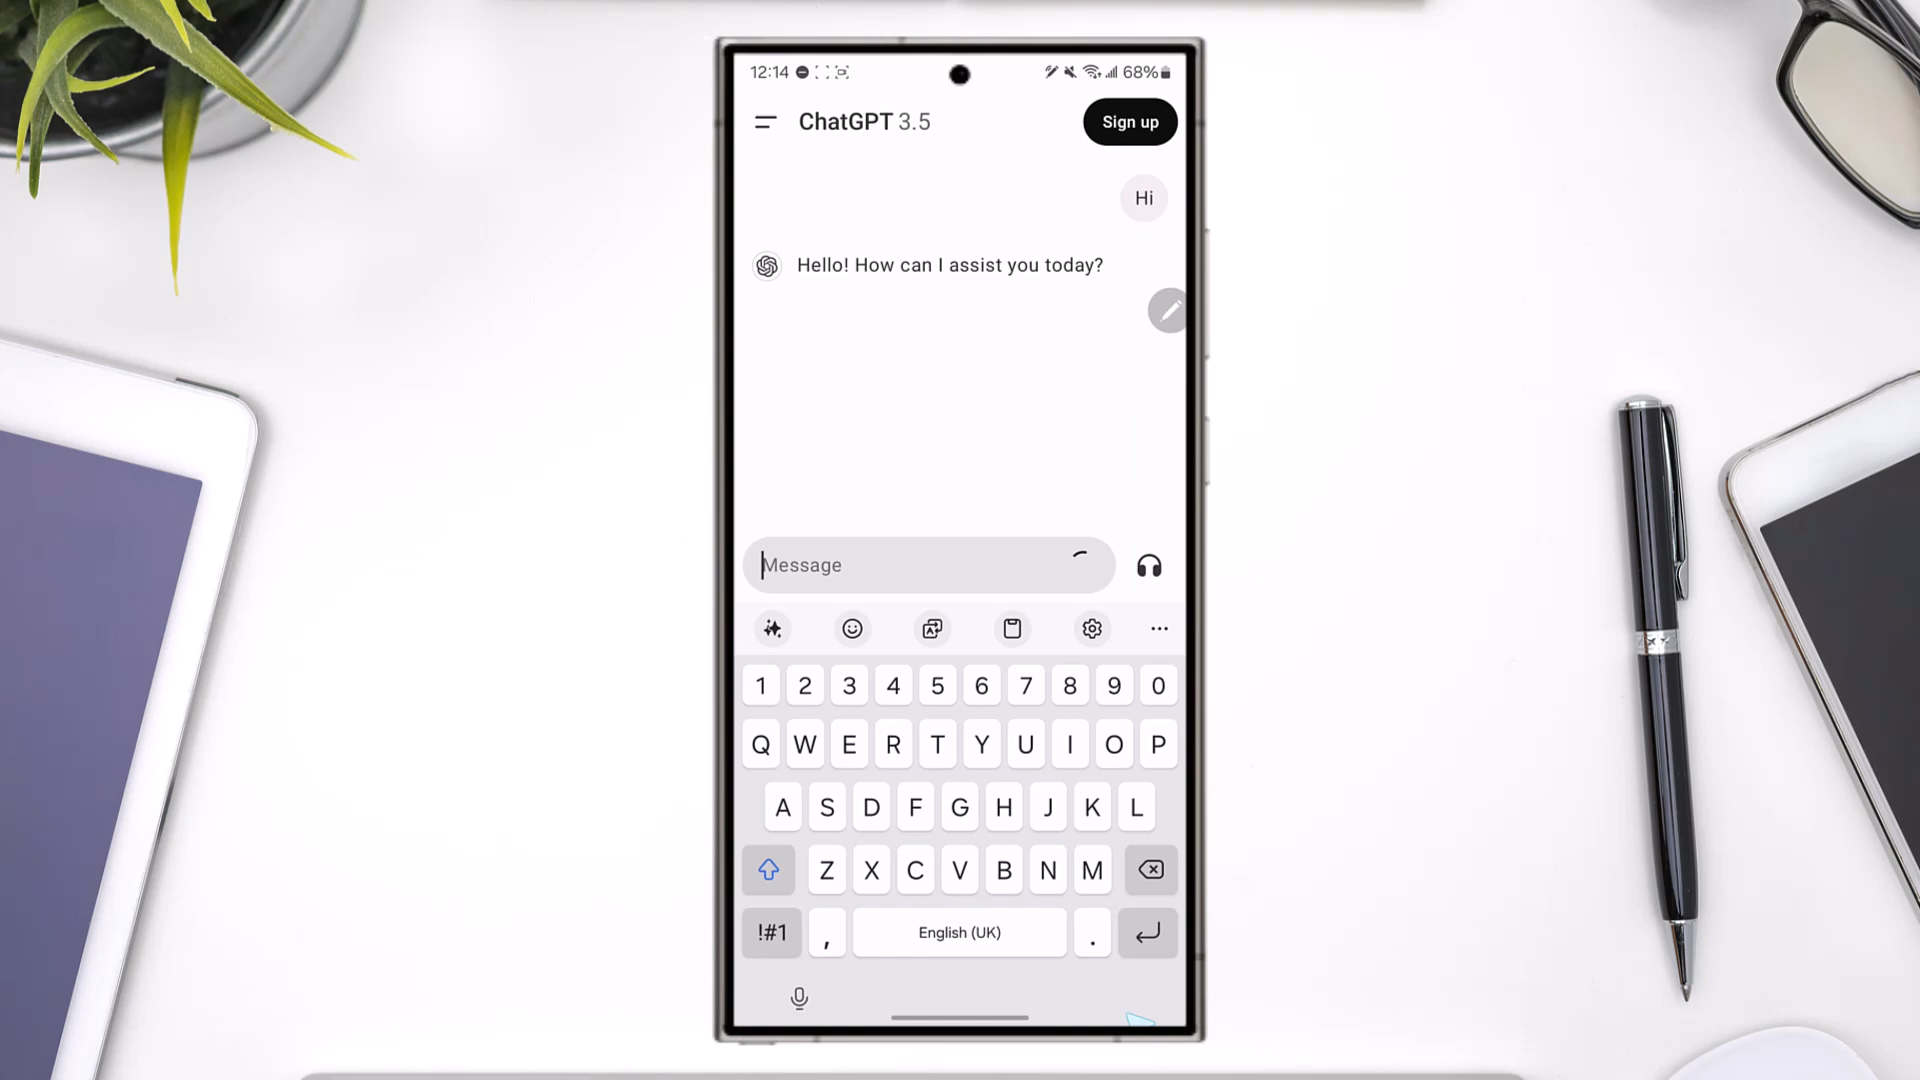 12:14 68%
ChatGPT 3.5 Sign up
Hi
Hello! How can I assist you today?
Message
1 2 3 4 5 6 7 8 9 0
Q W E R T Y U I O P
A S D F G H J K L
Z X C V B N M
!#1 , English (UK) .